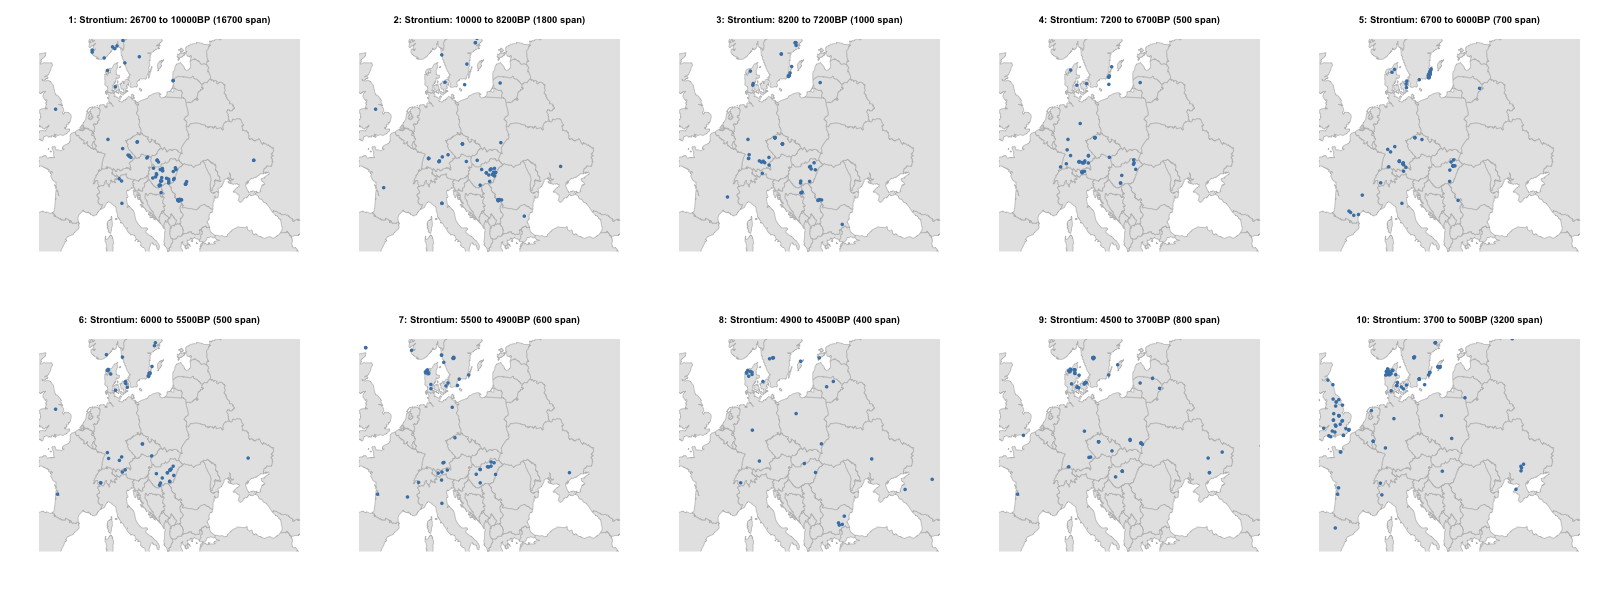 1: Strontium: 26700 to 10000BP (16700 span)
2: Strontium: 10000 to 8200BP (1800 span)
3: Strontium: 8200 to 7200BP (1000 span)
4: Strontium: 7200 to 6700BP (500 span)
5: Strontium: 6700 to 6000BP (700 span)
6: Strontium: 6000 to 5500BP (500 span)
7: Strontium: 5500 to 4900BP (600 span)
8: Strontium: 4900 to 4500BP (400 span)
9: Strontium: 4500 to 3700BP (800 span)
10: Strontium: 3700 to 500BP (3200 span)